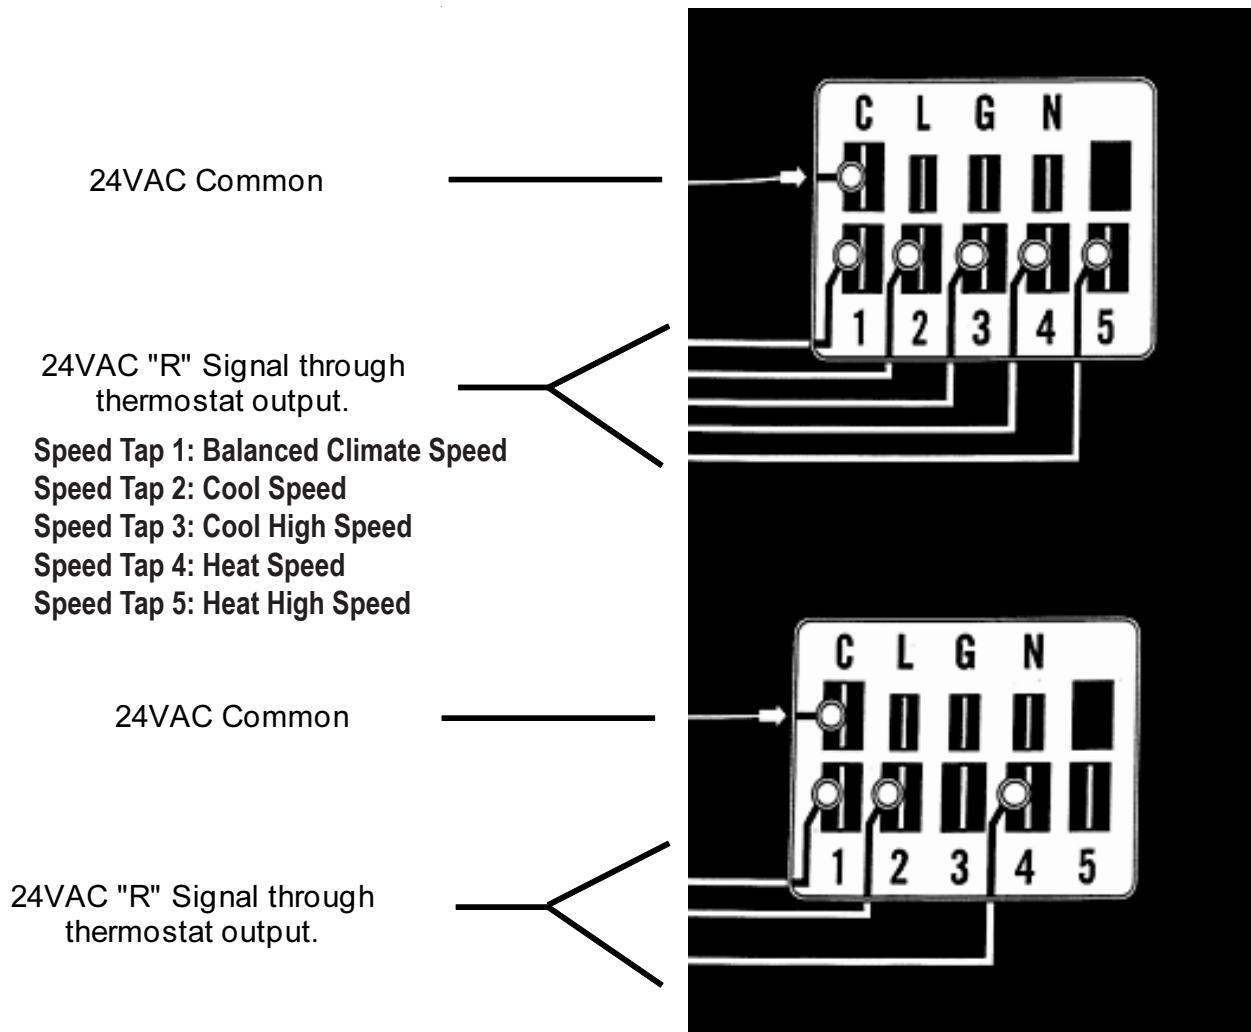 24VAC Common
C L G N
1 2 3 4 5
24VAC "R" Signal through
thermostat output.
Speed Tap 1: Balanced Climate Speed
Speed Tap 2: Cool Speed
Speed Tap 3: Cool High Speed
Speed Tap 4: Heat Speed
Speed Tap 5: Heat High Speed
24VAC Common
C L G N
1 2 3 4 5
24VAC "R" Signal through
thermostat output.